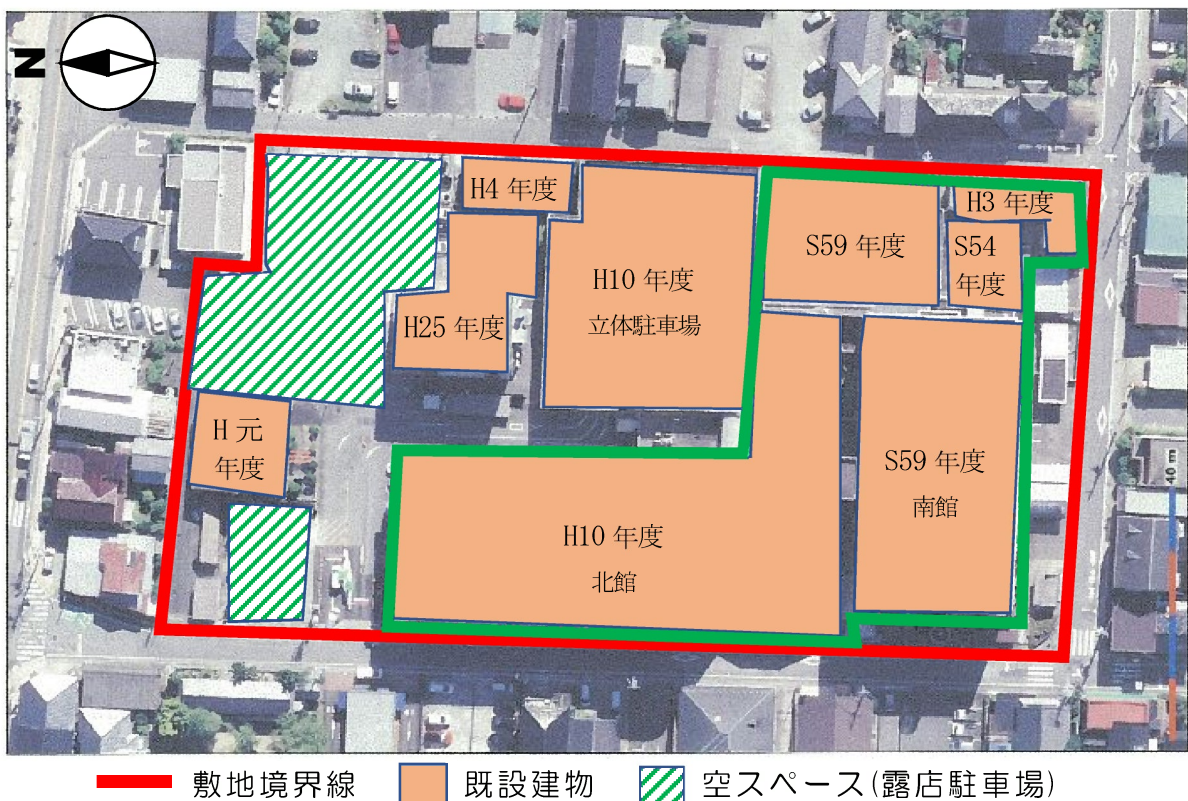 N
H4 年度
H3 年度
S59 年度
S54
年度
H10 年度
立体駐車場
H25 年度
H 元
年度
S59 年度
南館
H10 年度
北館
40 m
敷地境界線
既設建物
空スペース(露店駐車場)